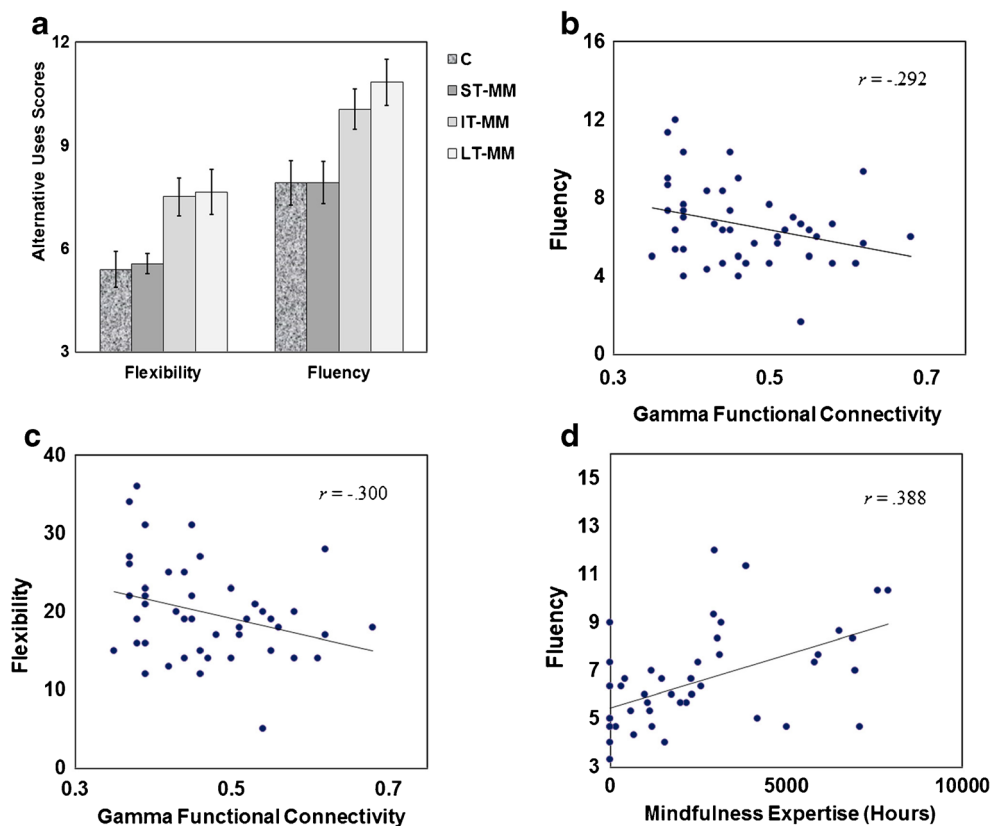 a
12
9
6
3
Alternative Uses Scores
Flexibility
Fluency
C
ST-MM
IT-MM
LT-MM
b
16
12
8
4
0
Fluency
r = -.292
0.3
0.5
0.7
Gamma Functional Connectivity
c
40
30
20
10
0
Flexibility
r = -.300
0.3
0.5
0.7
Gamma Functional Connectivity
d
15
13
11
9
7
5
3
Fluency
r = .388
0
5000
10000
Mindfulness Expertise (Hours)